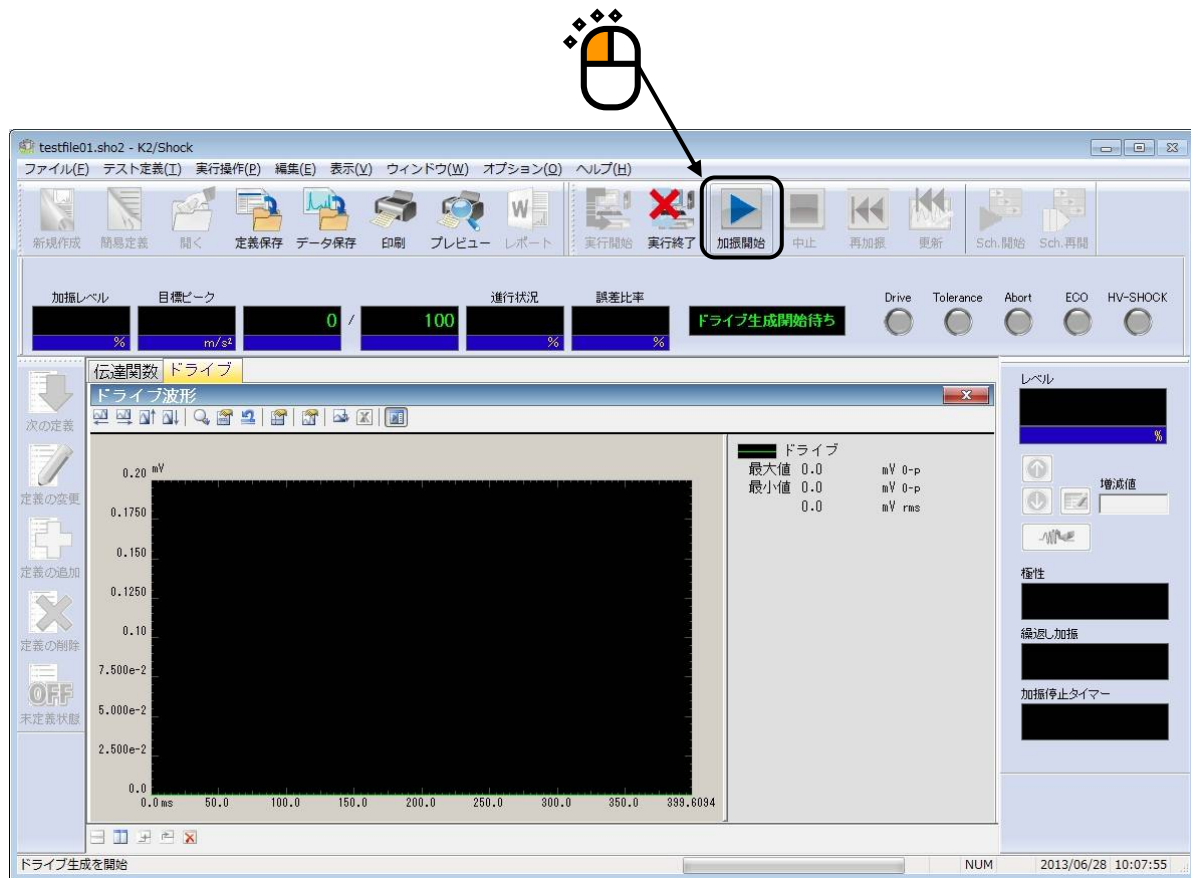 testfile01.sho2 - K2/Shock
ファイル(F) テスト定義(T) 実行操作(P) 編集(E) 表示(V) ウィンドウ(W) オプション(O) ヘルプ(H)
新規作成 簡易定義 開く 定義保存 データ保存 印刷 プレビュー レポート 実行開始 実行終了 加振開始 中止 再加振 更新 Sch.開始 Sch.再開
加振レベル 目標ピーク 進行状況 誤差比率 Drive Tolerance Abort ECO HV-SHOCK
0 / 100 ドライブ生成開始待ち
% m/s² % %
伝達関数 ドライブ
ドライブ波形
次の定義
定義の変更
定義の追加
定義の削除
OFF
未定義状態
mV
0.20
0.1750
0.150
0.1250
0.10
7.500e-2
5.000e-2
2.500e-2
0.0
0.0 ms 50.0 100.0 150.0 200.0 250.0 300.0 350.0 399.6094
ドライブ
最大値 0.0 mV 0-p
最小値 0.0 mV 0-p
0.0 mV rms
レベル
%
増減値
極性
繰返し加振
加振停止タイマー
ドライブ生成を開始 NUM 2013/06/28 10:07:55